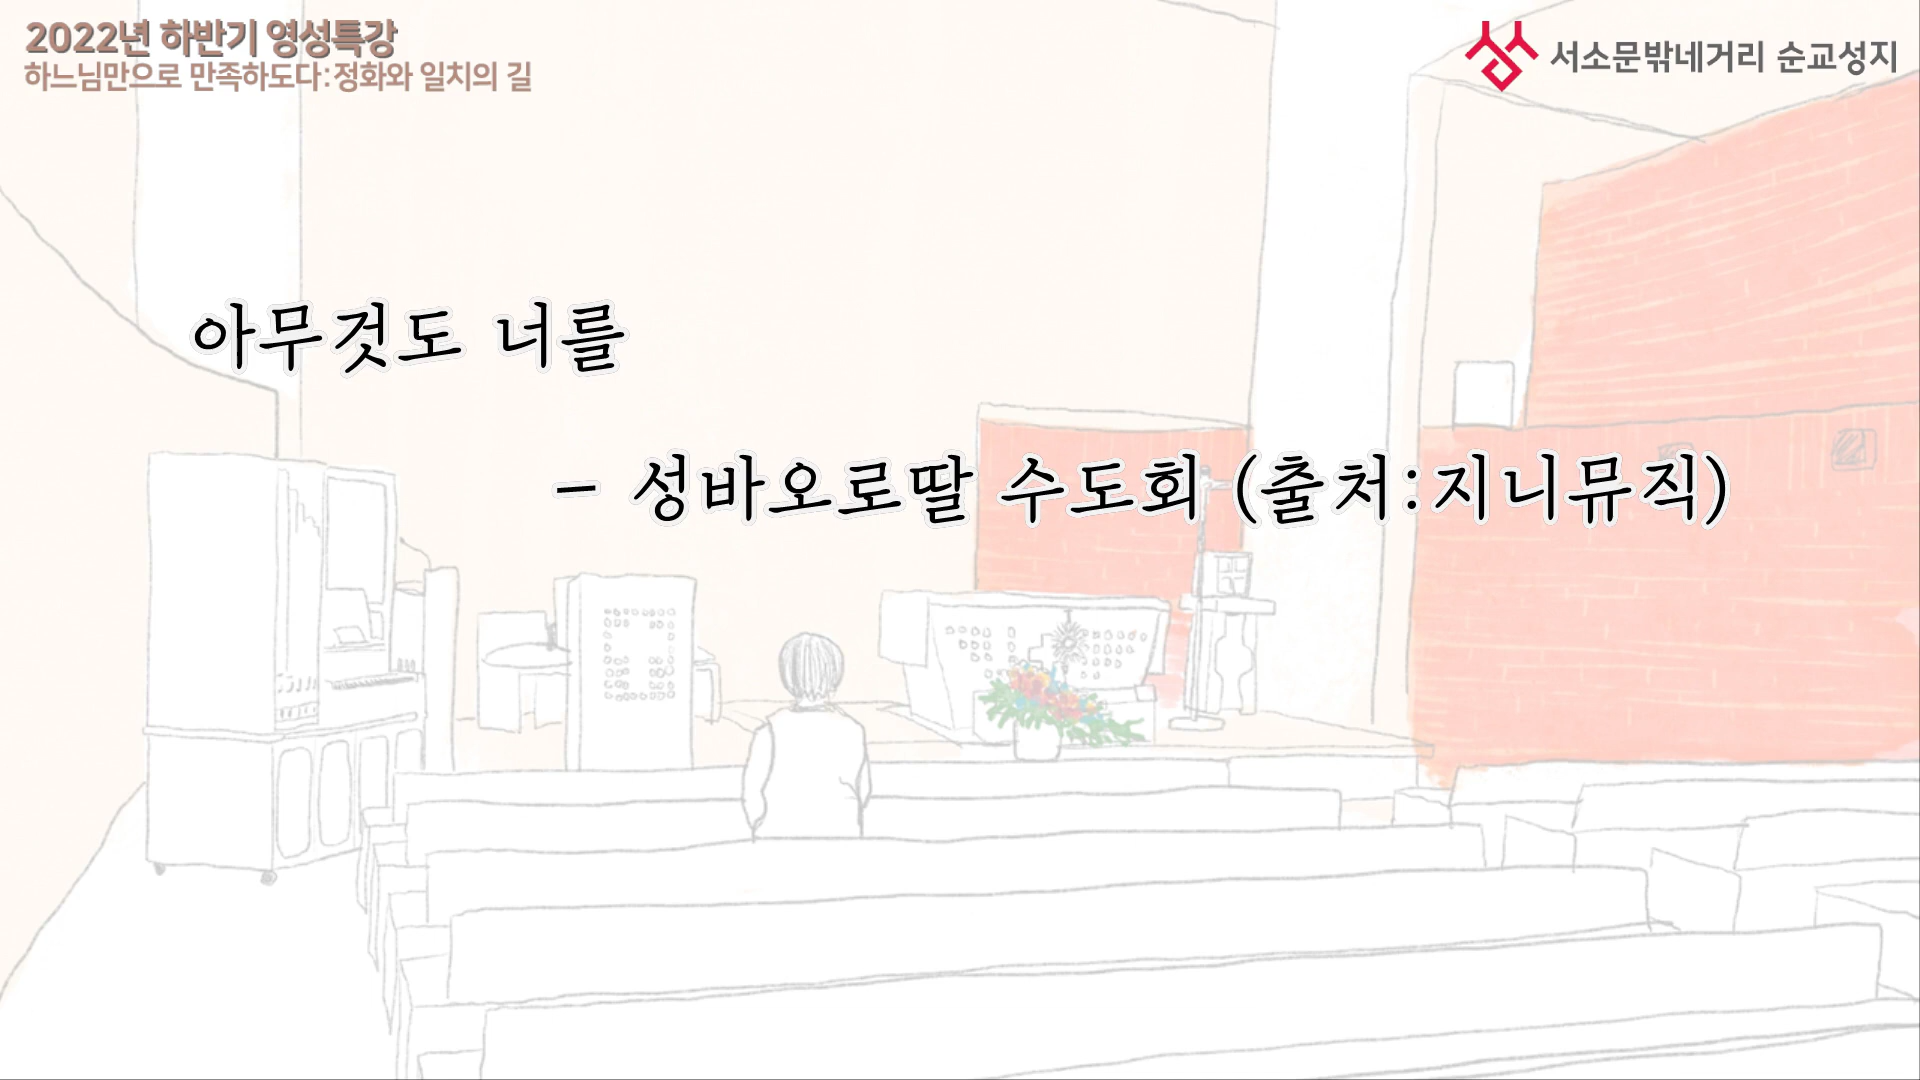 2022년 하반기 영성특강
하느님만으로 만족하도다:정화와 일치의 길
서소문밖네거리 순교성지
아무것도 너를
- 성바오로딸 수도회 (출처:지니뮤직)